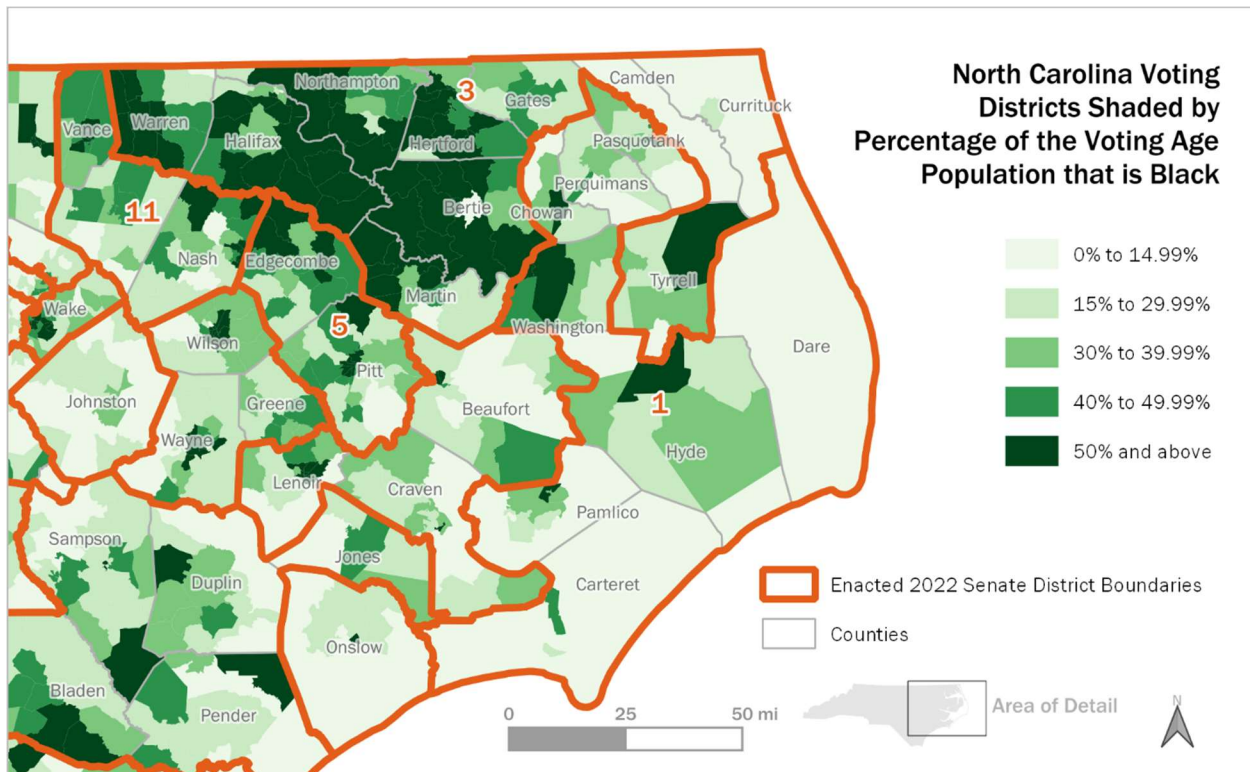 North Carolina Voting
Districts Shaded by
Percentage of the Voting Age
Population that is Black
0% to 14.99%
15% to 29.99%
30% to 39.99%
40% to 49.99%
50% and above
Enacted 2022 Senate District Boundaries
Counties
Area of Detail
N
0
25
50 mi
Northampton
3
Camden
Gates
Currituck
Vance
Warren
Halifax
Hertford
Pasquotank
Perquimans
11
Bertie
Chowan
Nash
Edgecombe
Tyrrell
Martin
Wake
5
Washington
Wilson
Dare
Pitt
Johnston
Greene
Beaufort
1
Wayne
Hyde
Lenoir
Craven
Pamlico
Sampson
Jones
Duplin
Carteret
Onslow
Bladen
Pender